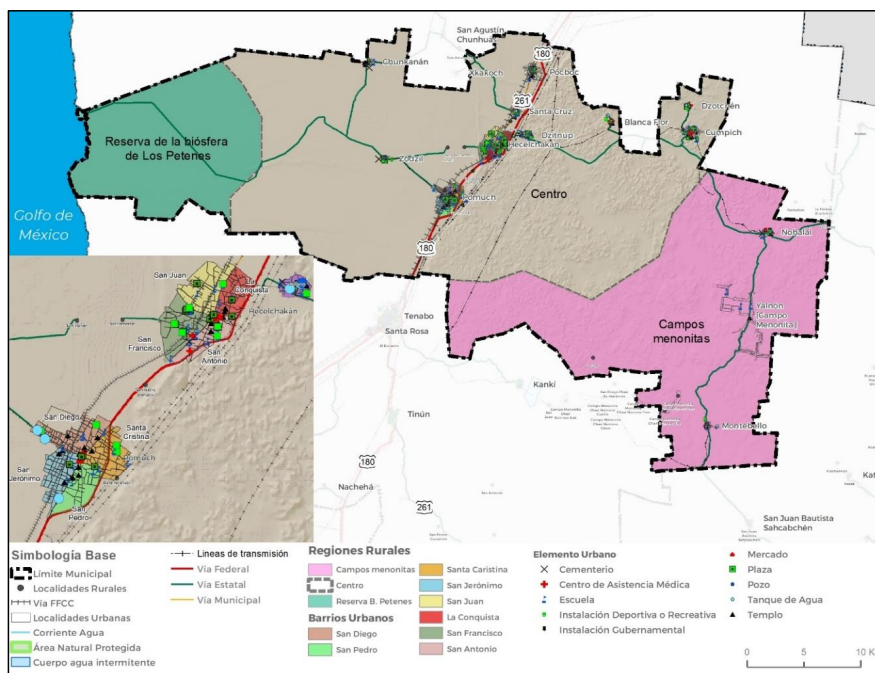 San Agustín
Chunhuas
180
Chunkanán
Xkakoch
Pocboc
261
Santa Cruz
Dzotchén
Blanca Flor
Cumpich
Dzitnup
Hecelchakán
Reserva de la biósfera
de Los Petenes
Zodzil
Centro
Pomuch
Golfo de
México
180
Nohalal
San Juan
La
Conquista
Hecelchakán
Tenabo
Santa Rosa
Yalnón
(Campo
Menonita)
Campos
menonitas
San
Francisco
San
Antonio
Kankí
Tinún
San Diego
Santa
Cristina
Pomuch
Montebello
San
Jerónimo
180
San
Pedro
Nachehá
261
San Juan Bautista
Sahcabchén
Simbología Base
Límite Municipal
Localidades Rurales
Vía FFCC
Localidades Urbanas
Corriente Agua
Área Natural Protegida
Cuerpo agua intermitente
Lineas de transmisión
Vía Federal
Vía Estatal
Vía Municipal
Regiones Rurales
Campos menonitas
Centro
Reserva B. Petenes
Barrios Urbanos
San Diego
San Pedro
Santa Caristina
San Jerónimo
San Juan
La Conquista
San Francisco
San Antonio
Elemento Urbano
Cementerio
Centro de Asistencia Médica
Escuela
Instalación Deportiva o Recreativa
Instalación Gubernamental
Mercado
Plaza
Pozo
Tanque de Agua
Templo
0 5 10 K